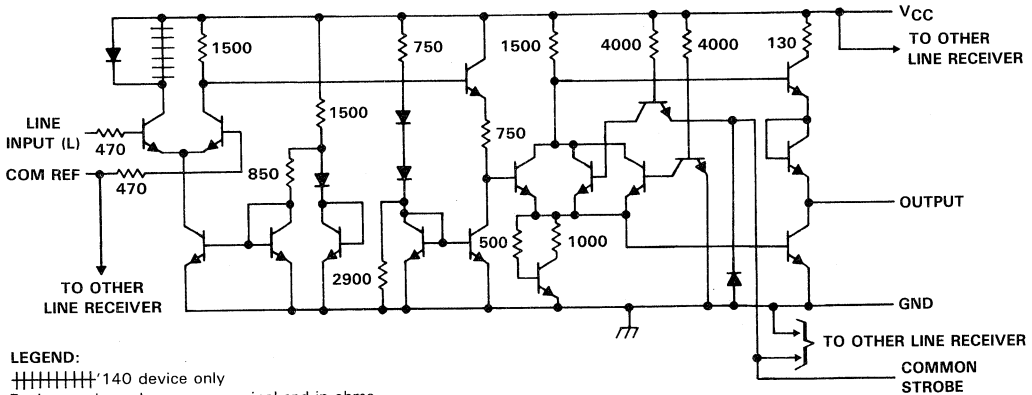 VCC
TO OTHER
LINE RECEIVER
1500
750
1500
4000
4000
130
LINE
INPUT (L)
470
1500
750
COM REF
470
850
OUTPUT
500
1000
2900
TO OTHER
LINE RECEIVER
GND
TO OTHER LINE RECEIVER
COMMON
STROBE
LEGEND:
'140 device only